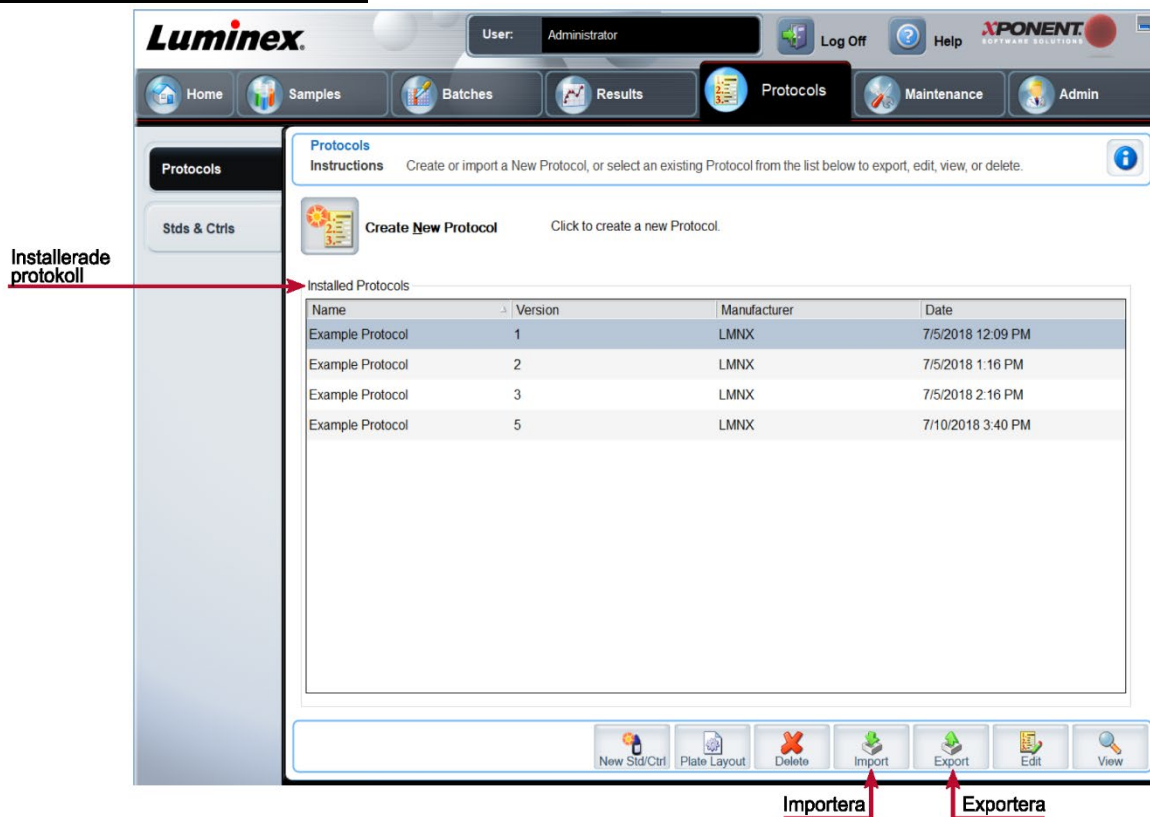 Luminex.
User: Administrator
Log Off
Help
XPONENT.
SOFTWARE SOLUTIONS
Home
Samples
Batches
Results
Protocols
Maintenance
Admin
Protocols
Stds & Ctrls
Protocols
Instructions Create or import a New Protocol, or select an existing Protocol from the list below to export, edit, view, or delete.
Create New Protocol Click to create a new Protocol.
Installerade
protokoll
Installed Protocols
Name Version Manufacturer Date
Example Protocol 1 LMNX 7/5/2018 12:09 PM
Example Protocol 2 LMNX 7/5/2018 1:16 PM
Example Protocol 3 LMNX 7/5/2018 2:16 PM
Example Protocol 5 LMNX 7/10/2018 3:40 PM
New Std/Ctrl
Plate Layout
Delete
Import
Export
Edit
View
Importera
Exportera